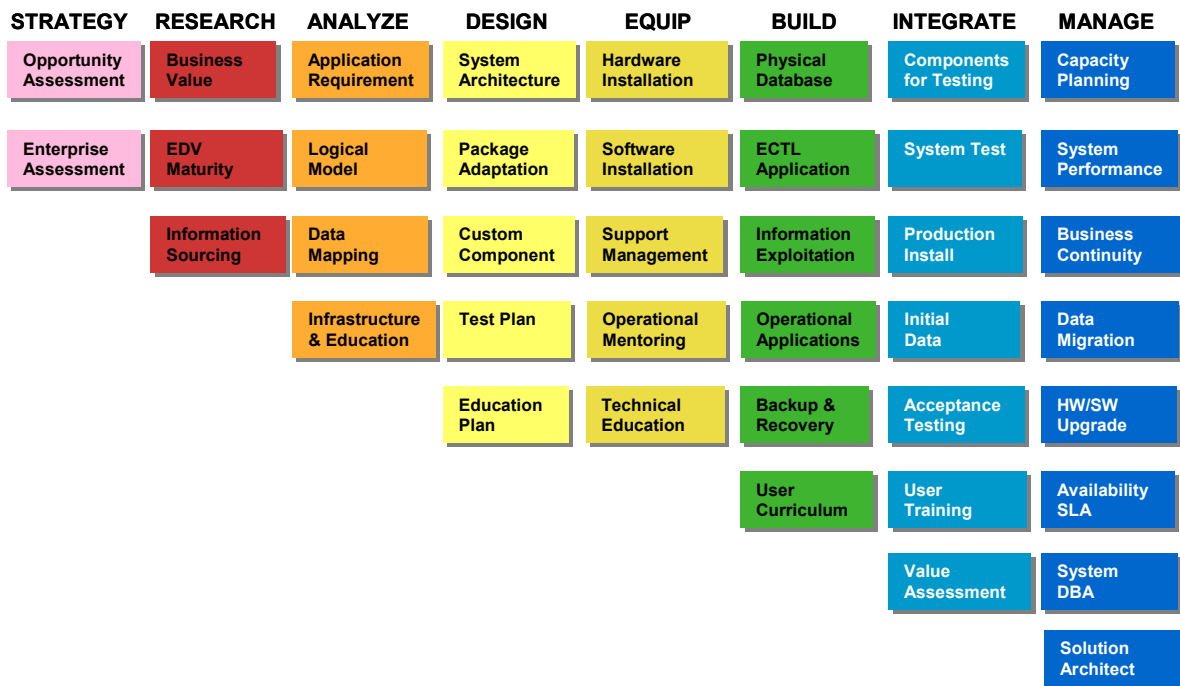 STRATEGY RESEARCH ANALYZE DESIGN EQUIP BUILD INTEGRATE MANAGE
Opportunity Business Application System Hardware Physical Components Capacity
Assessment Value Requirement Architecture Installation Database for Testing Planning
Enterprise EDV Logical Package Software ECTL System Test System
Assessment Maturity Model Adaptation Installation Application Performance
Information Data Custom Support Information Production Business
Sourcing Mapping Component Management Exploitation Install Continuity
Infrastructure Test Plan Operational Operational Initial Data
& Education Mentoring Applications Data Migration
Education Technical Backup & Acceptance HW/SW
Plan Education Recovery Testing Upgrade
User User Availability
Curriculum Training SLA
Value System
Assessment DBA
Solution
Architect